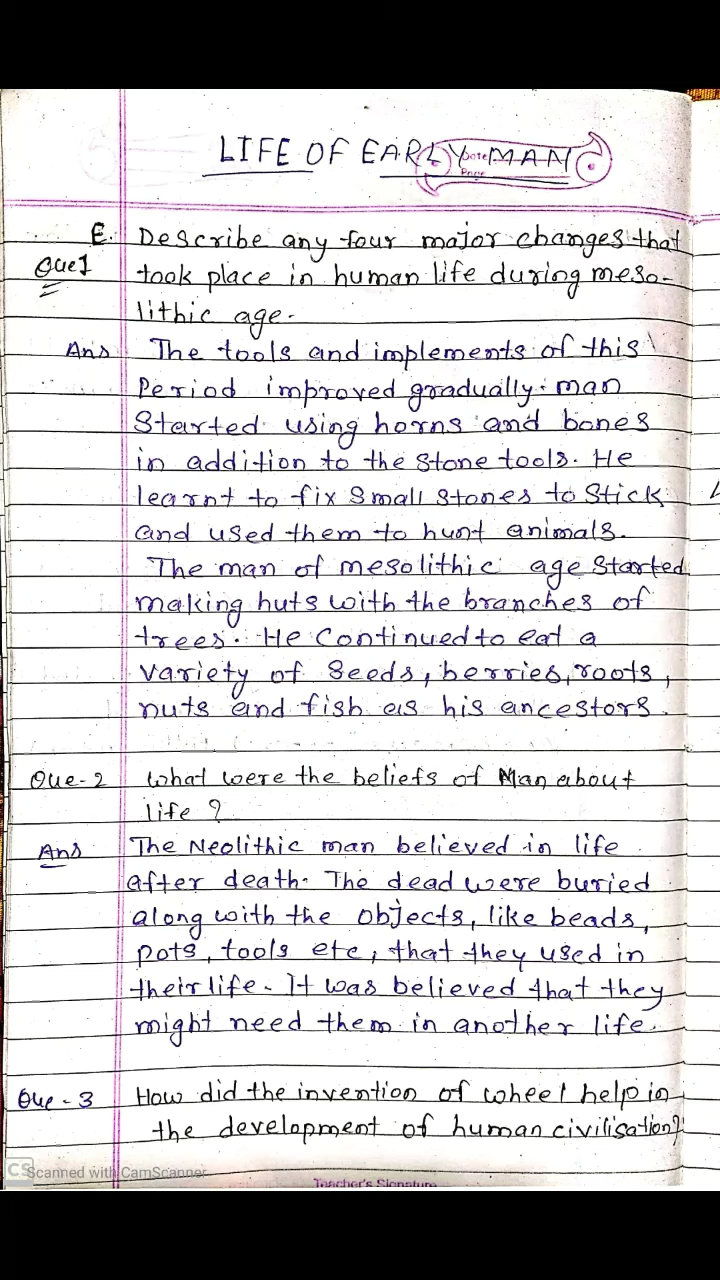 LIFE OF EARLY MAN
Date
Page
E. Describe any four major changes that
Que1 took place in human life during meso-
lithic age.
Ans The tools and implements of this
Period improved gradually. man
Started using horns and bones
in addition to the stone tools. He
learnt to fix Small stones to Stick
and used them to hunt animals.
The man of mesolithic age Started
making huts with the branches of
trees. He Continued to eat a
variety of Seeds, berries, roots,
nuts and fish as his ancestors.
Que-2 What were the beliefs of Man about
life ?
Ans The Neolithic man believed in life
after death. The dead were buried
along with the objects, like beads,
pots, tools etc, that they used in
their life. It was believed that they
might need them in another life.
Que-3 How did the invention of wheel help in
the development of human civilisation?
CS Scanned with CamScanner
Teacher's Signature